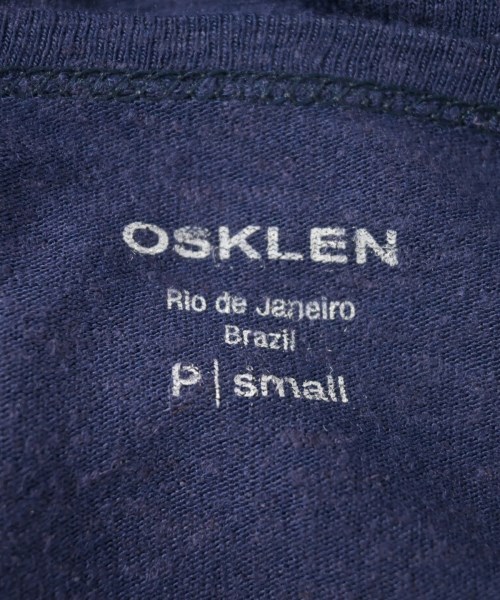 OSKLEN
Rio de Janeiro
Brazil
P | small